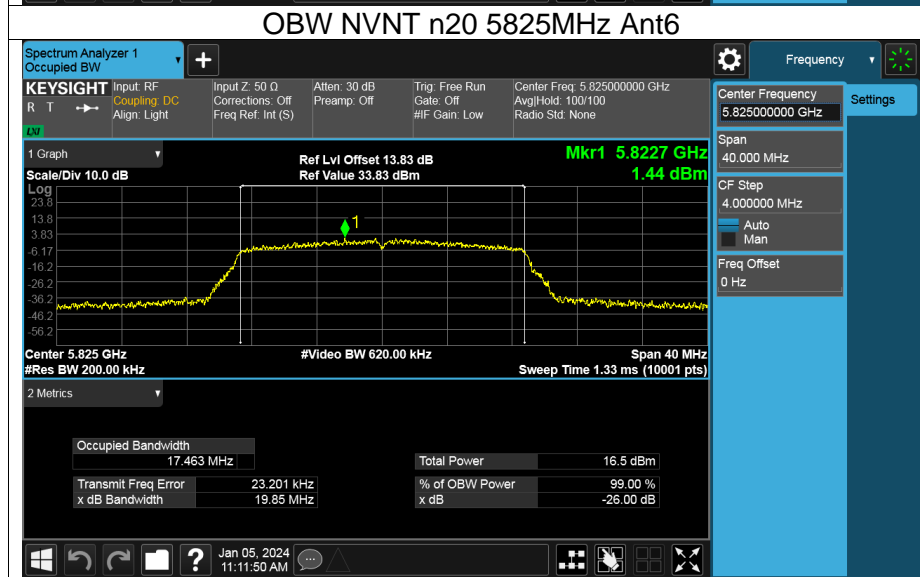 OBW NVNT n20 5825MHz Ant6
Spectrum Analyzer 1
Occupied BW
+
Frequency
KEYSIGHT
R T
LXI
Input: RF
Coupling: DC
Align: Light
Input Z: 50 Ω
Corrections: Off
Freq Ref: Int (S)
Atten: 30 dB
Preamp: Off
Trig: Free Run
Gate: Off
#IF Gain: Low
Center Freq: 5.825000000 GHz
Avg|Hold: 100/100
Radio Std: None
Center Frequency
5.825000000 GHz
Settings
Span
40.000 MHz
CF Step
4.000000 MHz
Auto
Man
Freq Offset
0 Hz
1 Graph
Scale/Div 10.0 dB
Ref Lvl Offset 13.83 dB
Ref Value 33.83 dBm
Mkr1 5.8227 GHz
1.44 dBm
Log
23.8
13.8
3.83
-6.17
-16.2
-26.2
-36.2
-46.2
-56.2
1
Center 5.825 GHz
#Res BW 200.00 kHz
#Video BW 620.00 kHz
Span 40 MHz
Sweep Time 1.33 ms (10001 pts)
2 Metrics
Occupied Bandwidth
17.463 MHz
Total Power 16.5 dBm
Transmit Freq Error 23.201 kHz
% of OBW Power 99.00 %
x dB Bandwidth 19.85 MHz
x dB -26.00 dB
?
Jan 05, 2024
11:11:50 AM